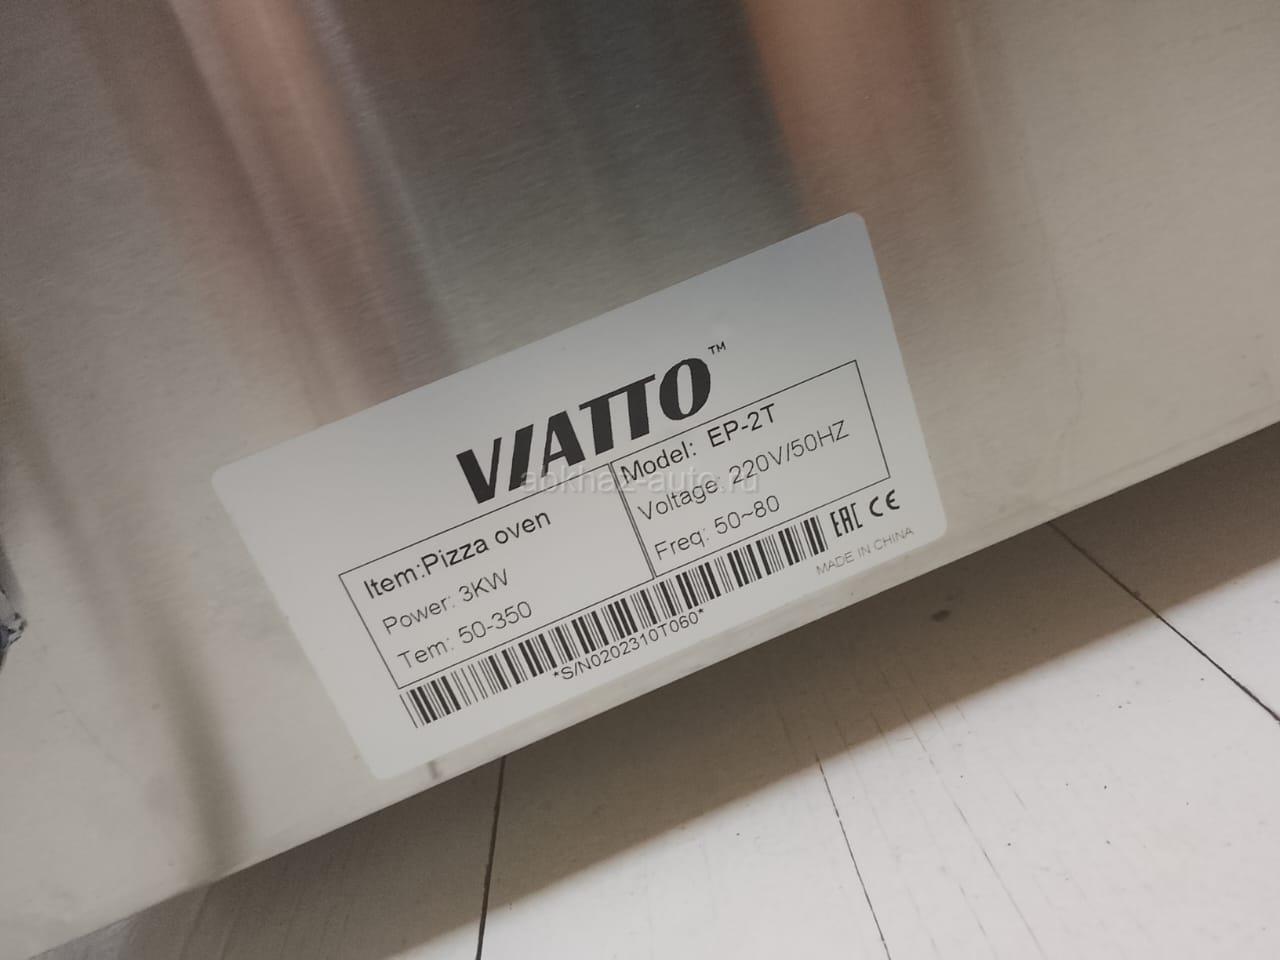 VIATTO™
Item:Pizza oven
Power: 3KW
Tem: 50-350
Model: EP-2T
Voltage: 220V/50HZ
Freq: 50~80
*S/N0202310T060*
EAC CE
MADE IN CHINA
abkhaz-auto.ru